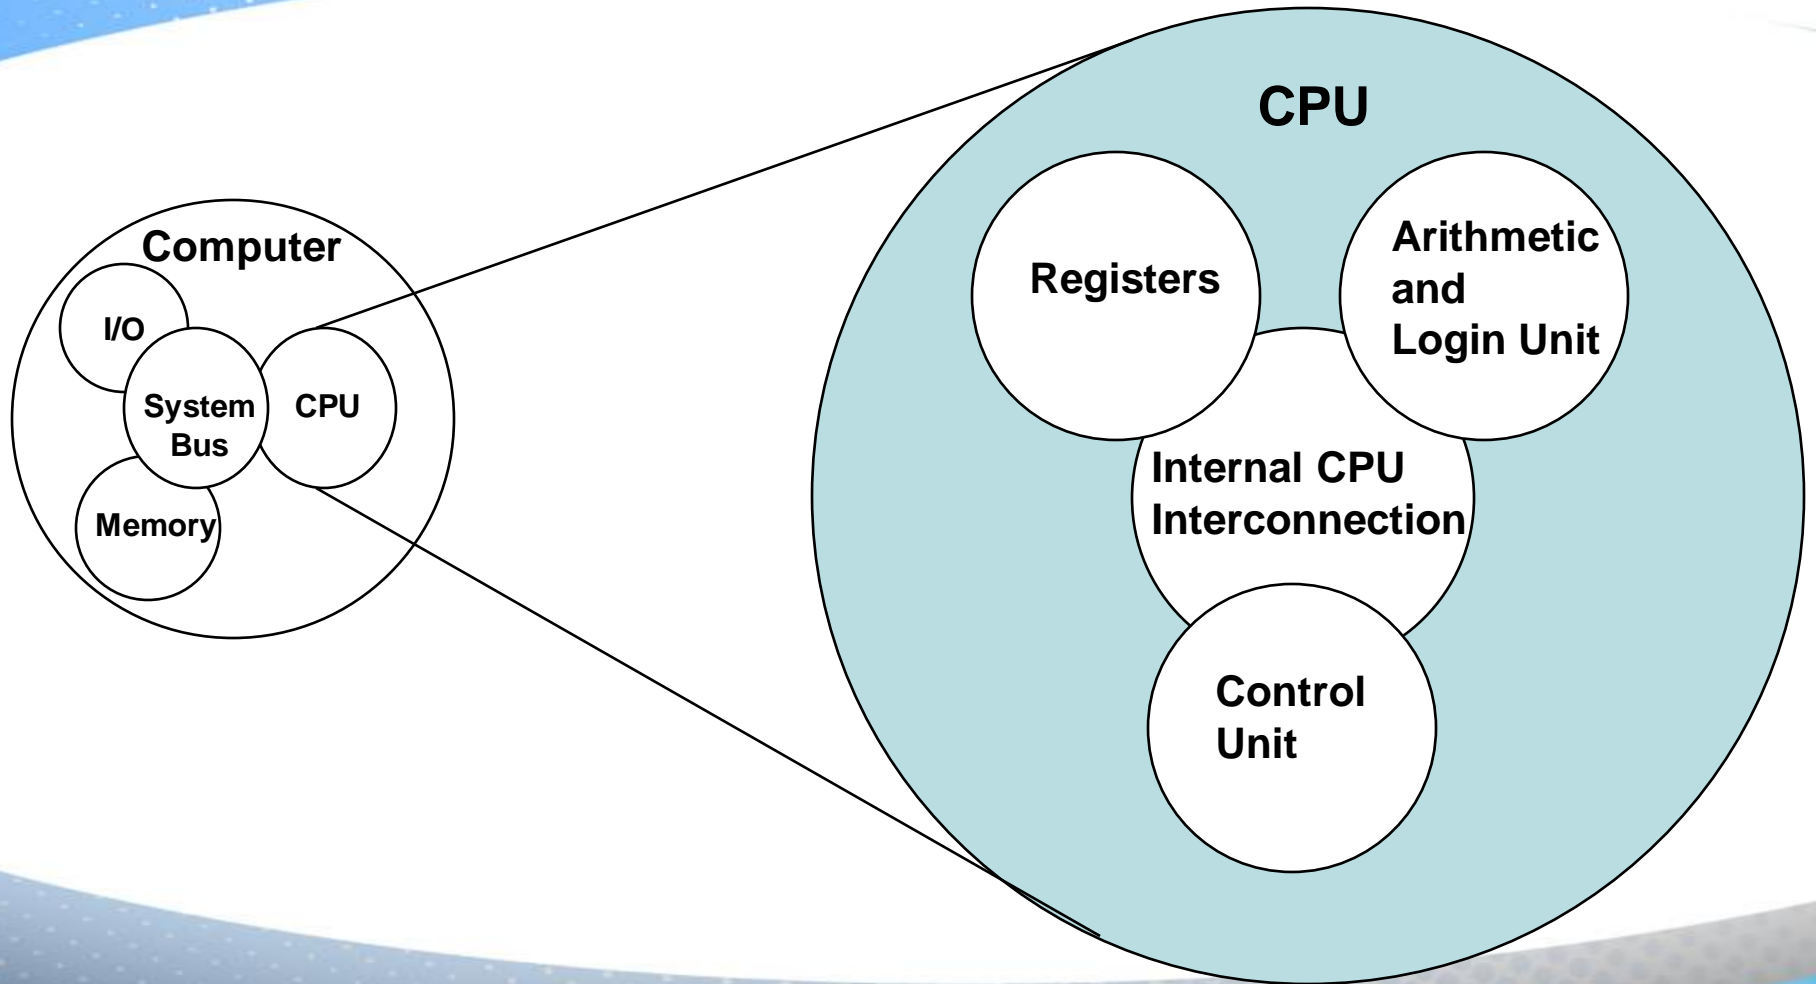 Computer
I/O
System
Bus
CPU
Memory
CPU
Registers
Arithmetic
and
Login Unit
Internal CPU
Interconnection
Control
Unit